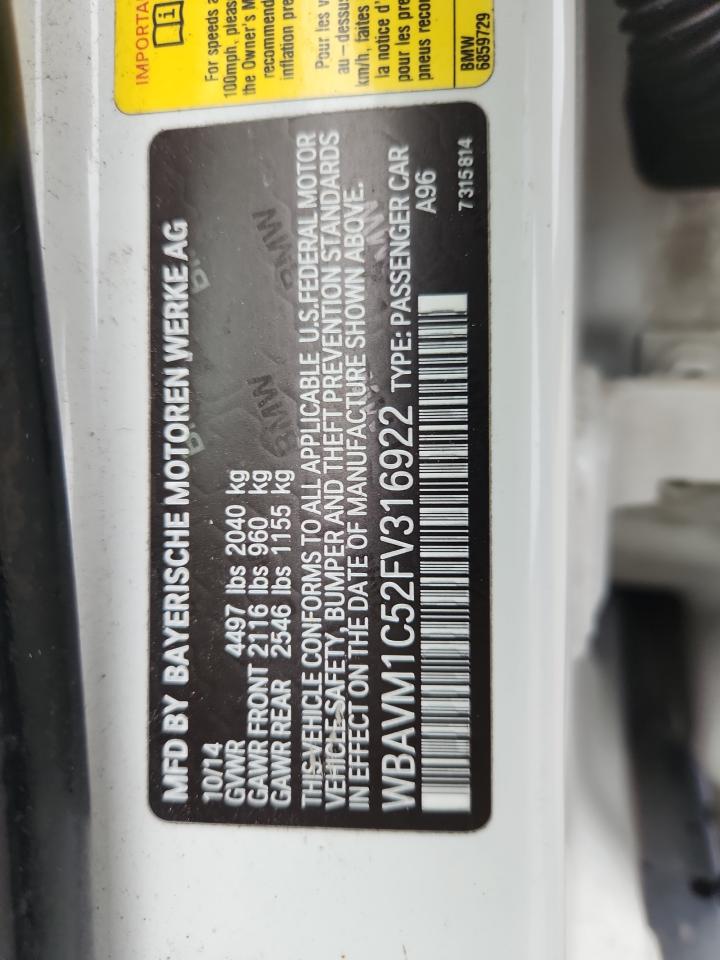 IMPORTA
For speeds a
100mph, pleas
the Owner's M
recommend
inflation pre
Pour les v
au-dessus
km/h, faites
la notice d'
pour les pre
pneus recom
BMW
6859729
MFD BY BAYERISCHE MOTOREN WERKE AG
10/14
GVWR 4497 lbs 2040 kg
GAWR FRONT 2116 lbs 960 kg
GAWR REAR 2546 lbs 1155 kg
THIS VEHICLE CONFORMS TO ALL APPLICABLE U.S.FEDERAL MOTOR
VEHICLE SAFETY, BUMPER AND THEFT PREVENTION STANDARDS
IN EFFECT ON THE DATE OF MANUFACTURE SHOWN ABOVE.
WBAVM1C52FV316922 TYPE: PASSENGER CAR
A96
7315814
BMW
BMW